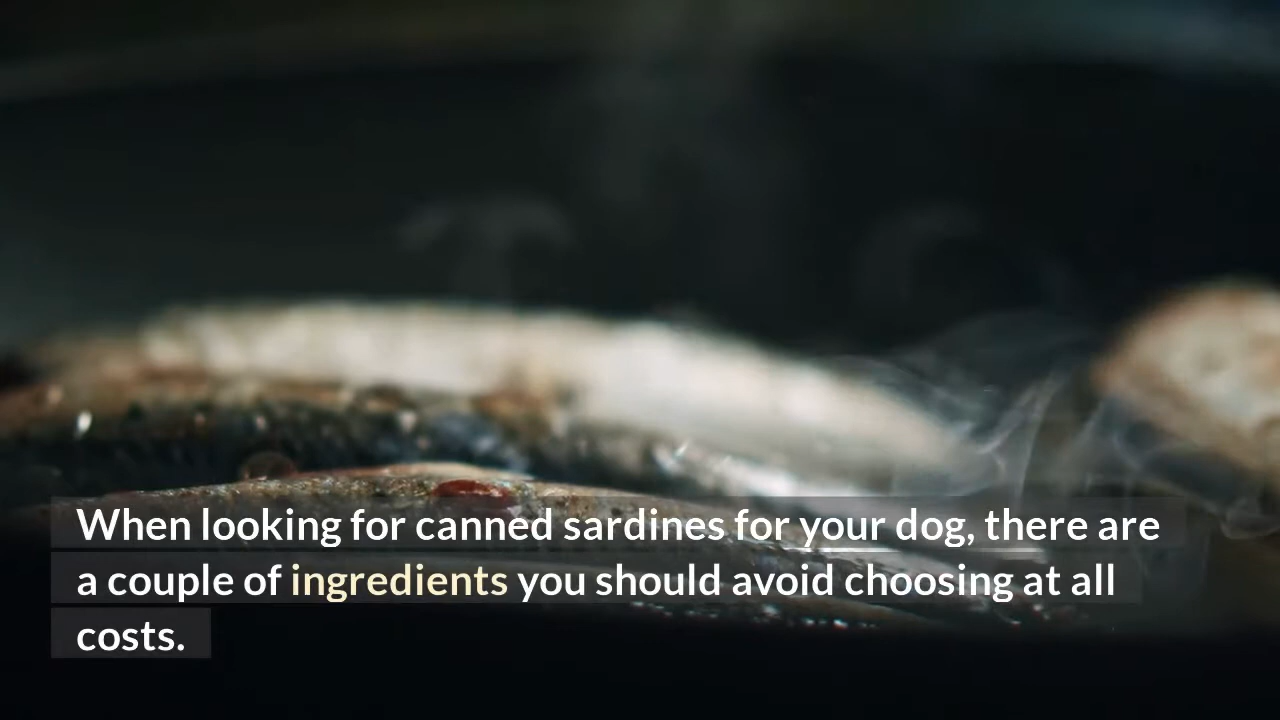 When looking for canned sardines for your dog, there are
a couple of ingredients you should avoid choosing at all
costs.